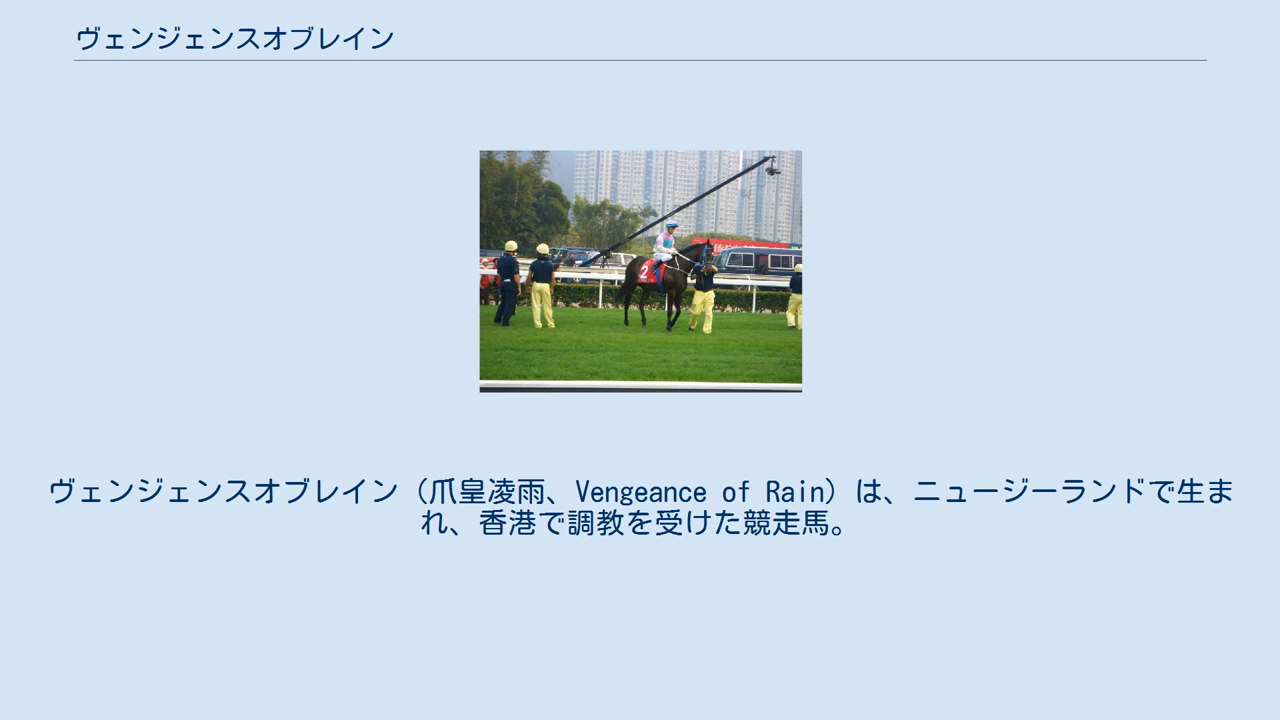 ヴェンジェンスオブレイン
2
ヴェンジェンスオブレイン（爪皇凌雨、Vengeance of Rain）は、ニュージーランドで生ま
れ、香港で調教を受けた競走馬。